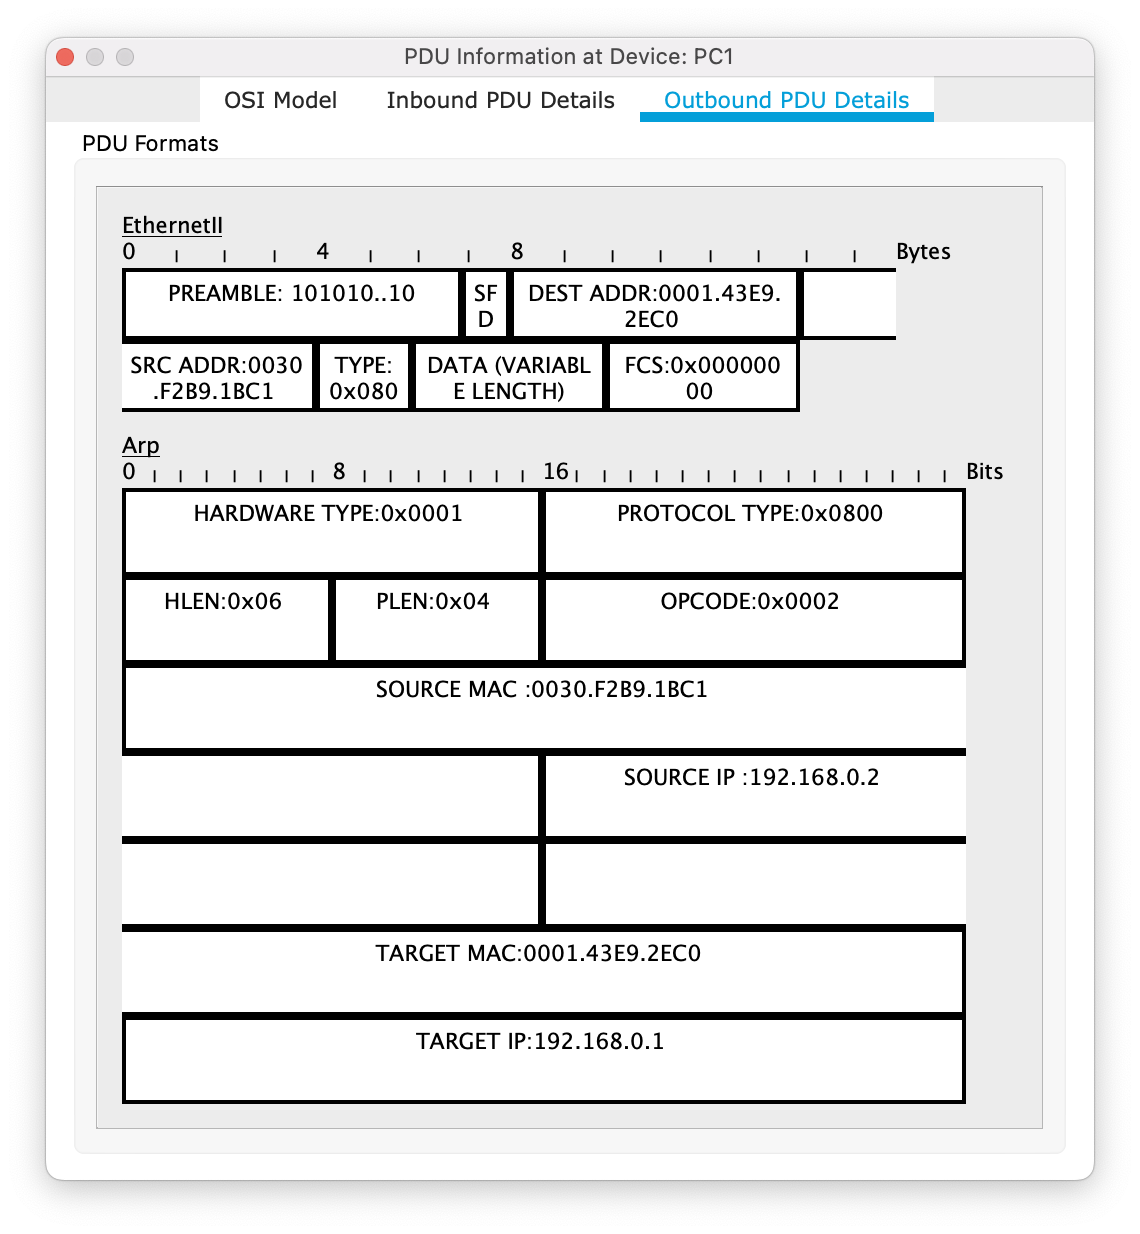 PDU Information at Device: PC1
OSI Model Inbound PDU Details Outbound PDU Details
PDU Formats
EthernetII
0 4 8 Bytes
PREAMBLE: 101010..10 SF DEST ADDR:0001.43E9.
D 2EC0
SRC ADDR:0030 TYPE: DATA (VARIABL FCS:0x000000
.F2B9.1BC1 0x080 E LENGTH) 00
Arp
0 8 16 Bits
HARDWARE TYPE:0x0001 PROTOCOL TYPE:0x0800
HLEN:0x06 PLEN:0x04 OPCODE:0x0002
SOURCE MAC :0030.F2B9.1BC1
SOURCE IP :192.168.0.2
TARGET MAC:0001.43E9.2EC0
TARGET IP:192.168.0.1